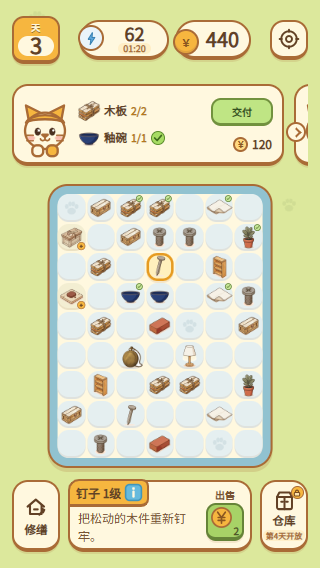 天
3
62
01:20
¥ 440
木板 2/2
釉碗 1/1
交付
¥ 120
钉子 1级
i
把松动的木件重新钉
牢。
出售
¥
2
修缮
仓库
第4天开放